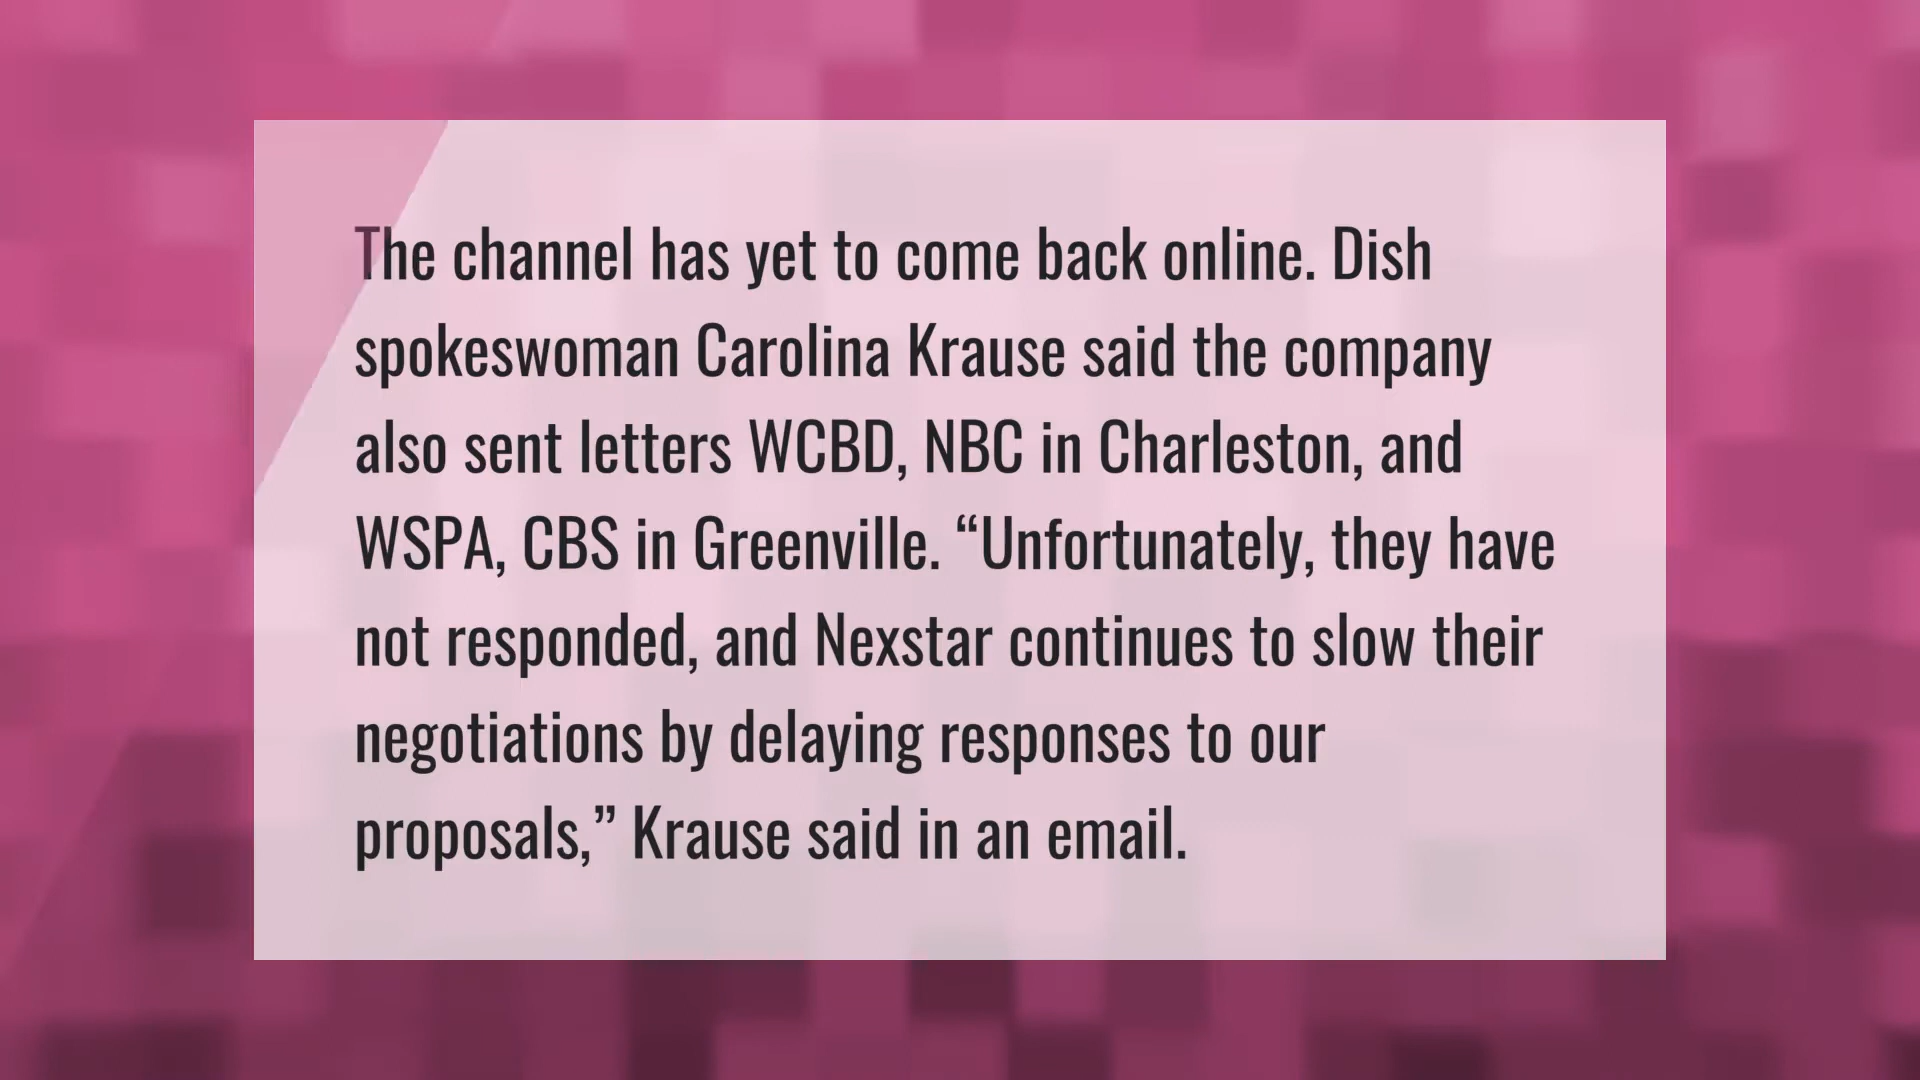 The channel has yet to come back online. Dish
spokeswoman Carolina Krause said the company
also sent letters WCBD, NBC in Charleston, and
WSPA, CBS in Greenville. “Unfortunately, they have
not responded, and Nexstar continues to slow their
negotiations by delaying responses to our
proposals,” Krause said in an email.